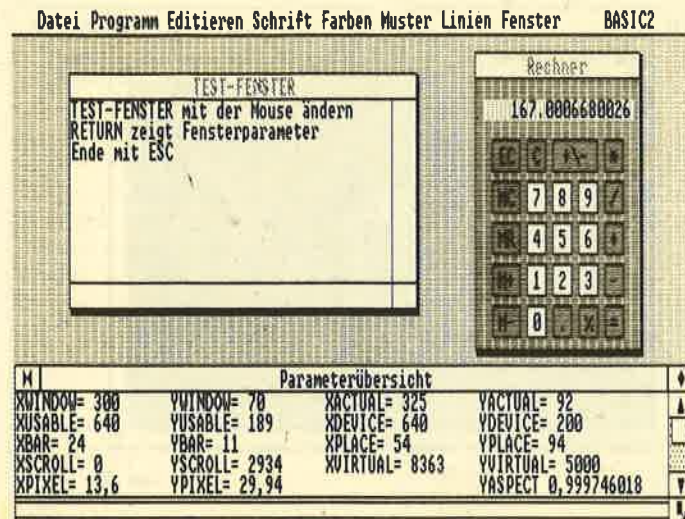 Datei Programm Editieren Schrift Farben Muster Linien Fenster BASIC2
TEST-FENSTER
TEST-FENSTER mit der Mouse ändern
RETURN zeigt Fensterparameter
Ende mit ESC
Rechner
167.0006680026
7 8 9 /
4 5 6 +
1 2 3 -
M- 0 . % =
Parameterübersicht
XWINDOW= 300 YWINDOW= 70 XACTUAL= 325 YACTUAL= 92
XUSABLE= 640 YUSABLE= 189 XDEVICE= 640 YDEVICE= 200
XBAR= 24 YBAR= 11 XPLACE= 54 YPLACE= 94
XSCROLL= 0 YSCROLL= 2934 XVIRTUAL= 8363 YVIRTUAL= 5000
XPIXEL= 13,6 YPIXEL= 29,94 YASPECT 0,999746018